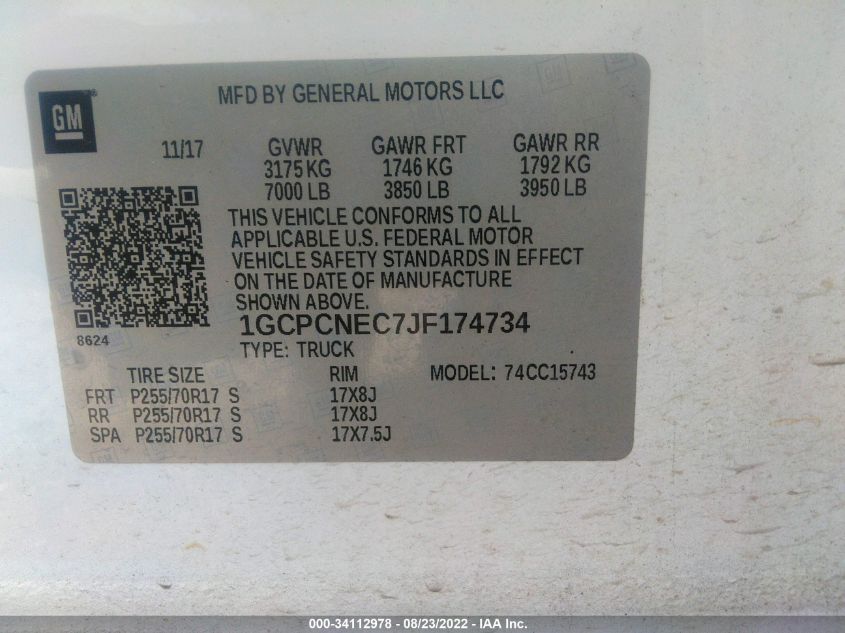 MFD BY GENERAL MOTORS LLC
GM
11/17 GVWR GAWR FRT GAWR RR
3175 KG 1746 KG 1792 KG
7000 LB 3850 LB 3950 LB
THIS VEHICLE CONFORMS TO ALL
APPLICABLE U.S. FEDERAL MOTOR
VEHICLE SAFETY STANDARDS IN EFFECT
ON THE DATE OF MANUFACTURE
SHOWN ABOVE.
1GCPCNEC7JF174734
8624
TYPE: TRUCK
TIRE SIZE RIM MODEL: 74CC15743
FRT P255/70R17 S 17X8J
RR P255/70R17 S 17X8J
SPA P255/70R17 S 17X7.5J
000-34112978 - 08/23/2022 - IAA Inc.